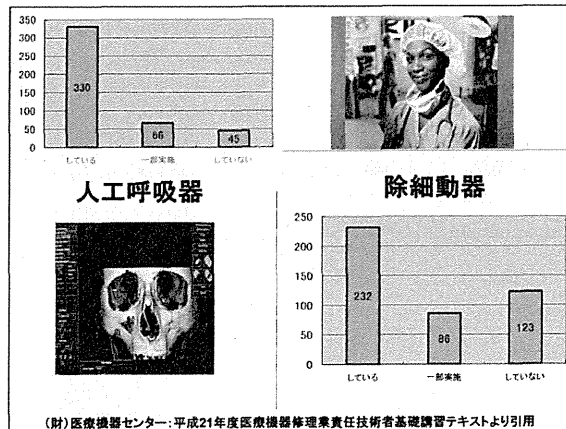 350
300
250
200
150
100
50
0
330
66
45
している
一部実施
していない
人工呼吸器
除細動器
250
200
150
100
50
0
232
86
123
している
一部実施
していない
(財)医療機器センター:平成21年度医療機器修理業責任技術者基礎講習テキストより引用